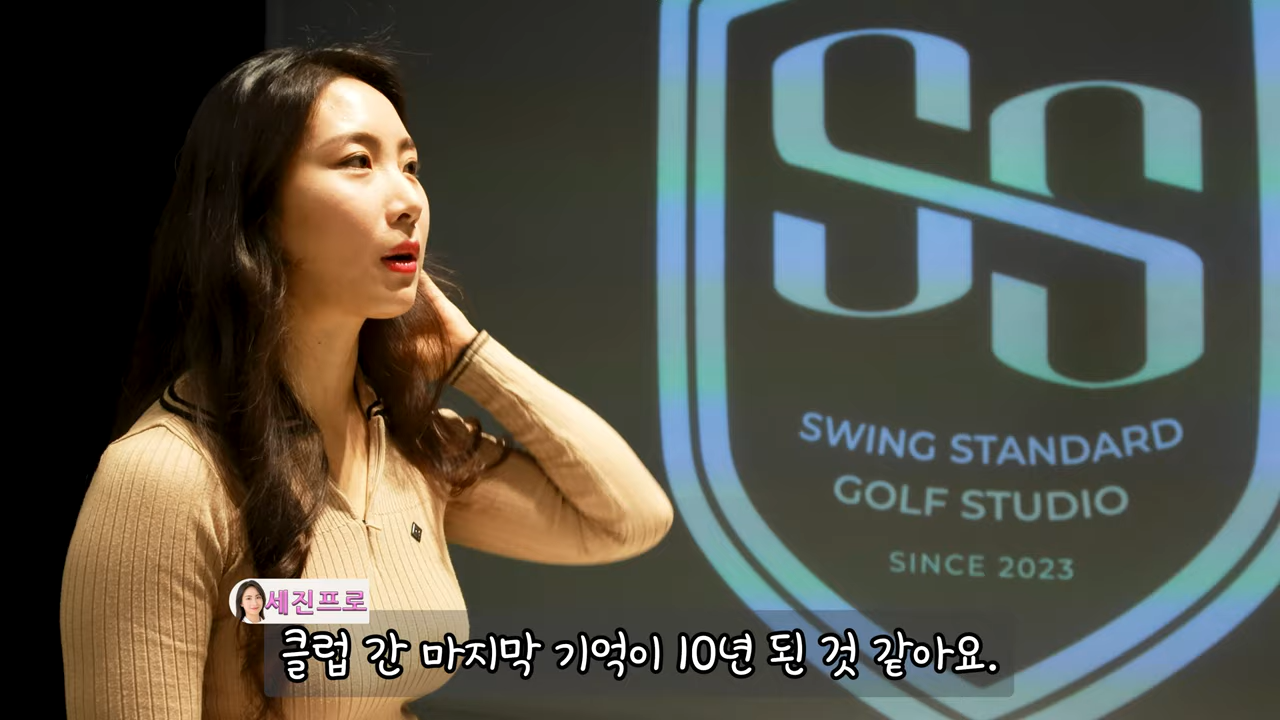 SS
SWING STANDARD
GOLF STUDIO
SINCE 2023
세진프로
클럽 간 마지막 기억이 10년 된 것 같아요.